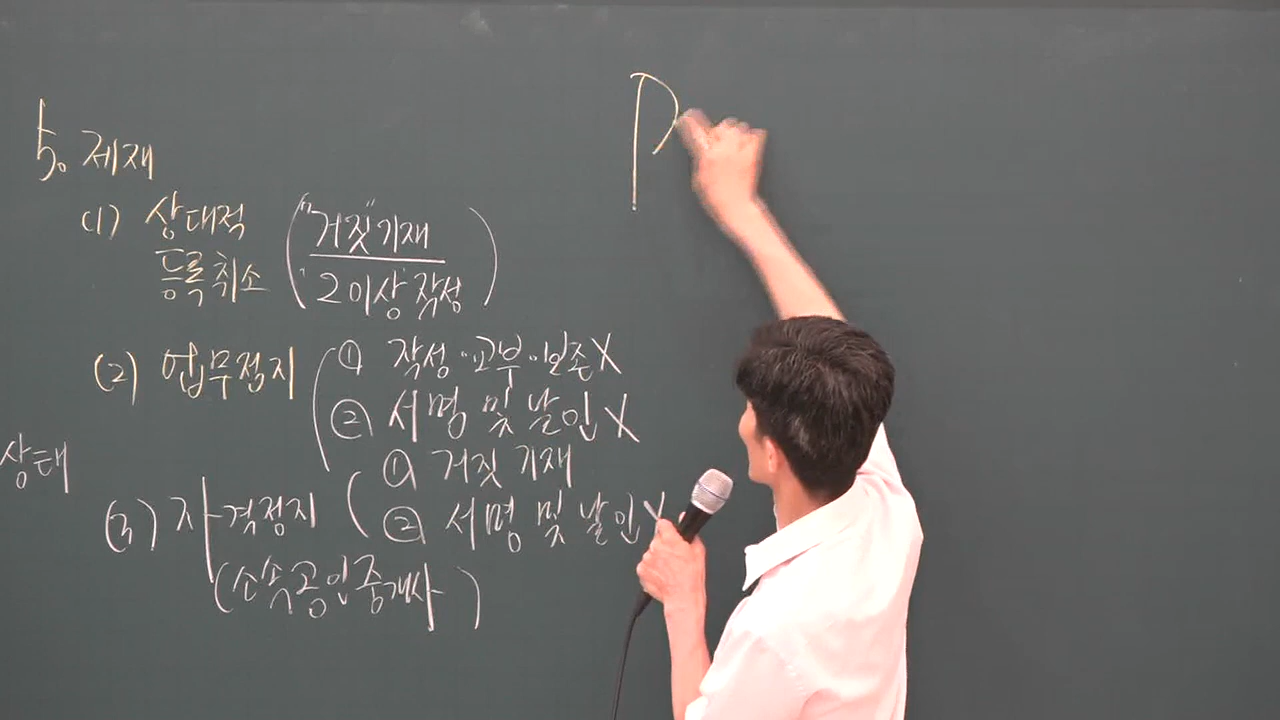 5. 제재
(1) 상대적
등록취소 ("거짓"기재
2이상 작성)
(2) 업무정지 ( ① 작성·교부·보존X
② 서명 및 날인X
상태
(3) 자격정지 ( ① 거짓 기재
② 서명 및 날인X
(소속공인중개사)
P